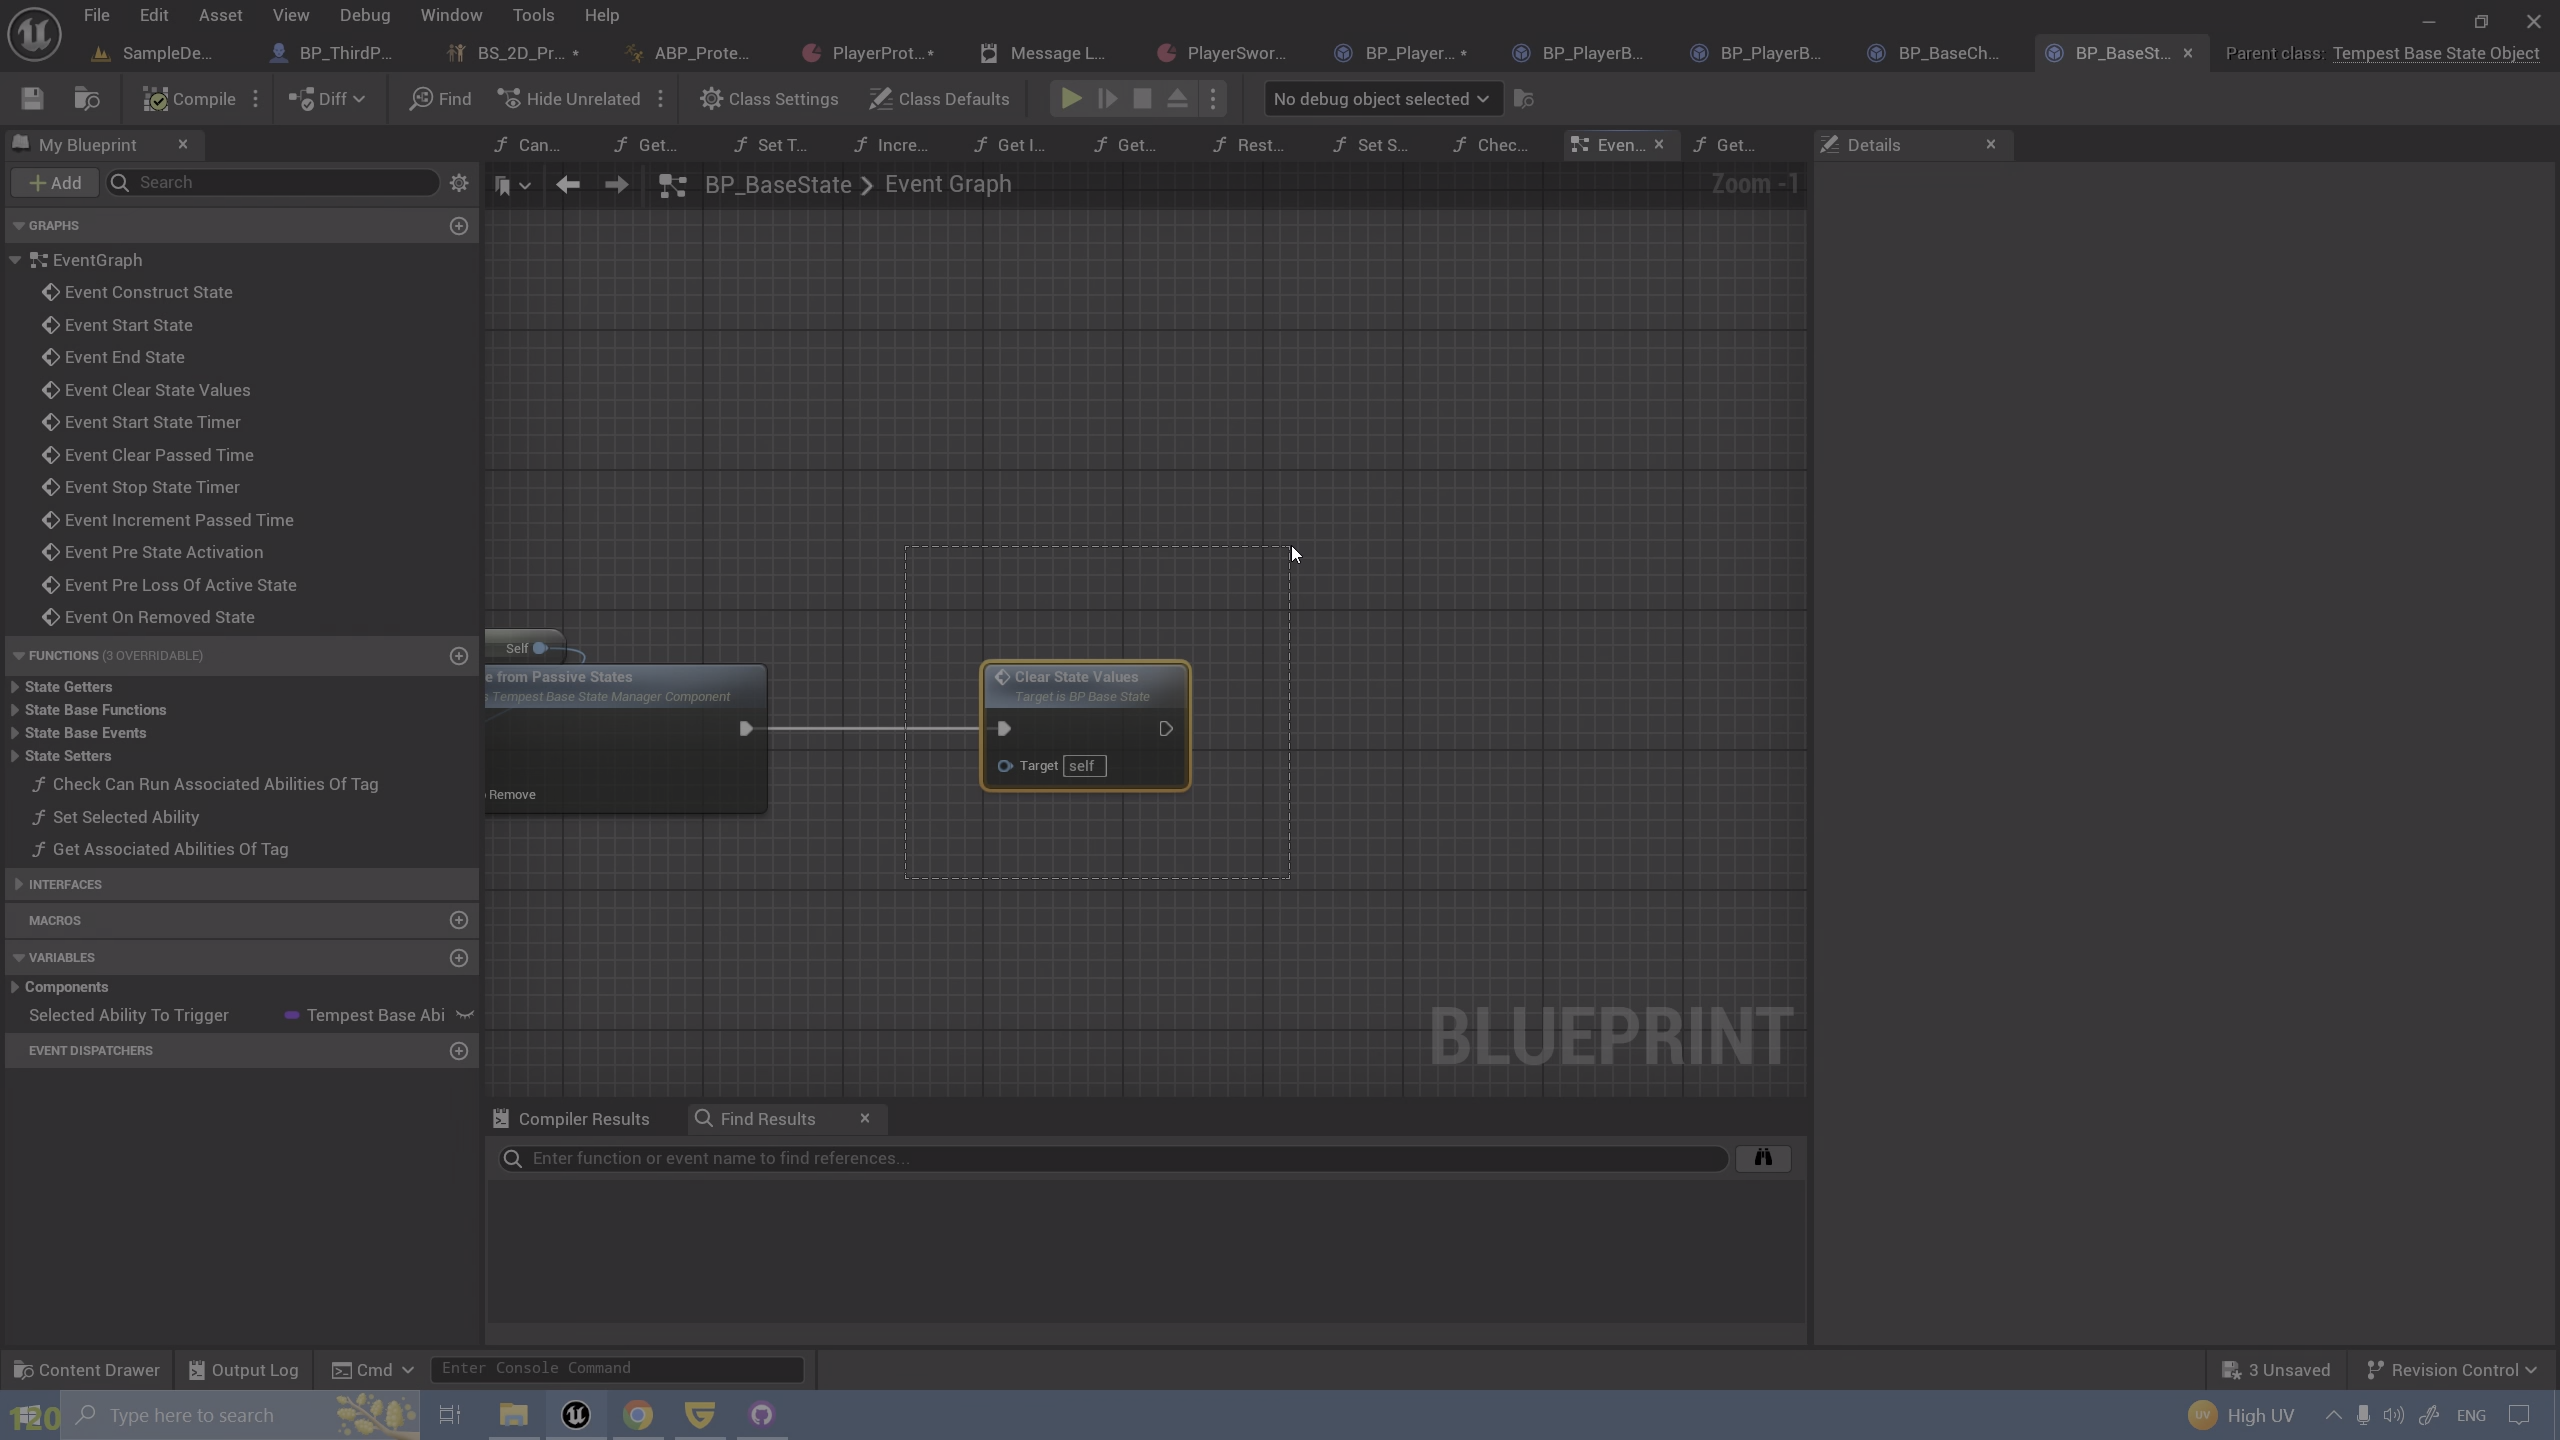 File Edit Asset View Debug Window Tools Help
SampleDe... BP_ThirdP... BS_2D_Pr... * ABP_Prote... PlayerProt...* Message L... PlayerSwor... BP_Player... * BP_PlayerB... BP_PlayerB... BP_BaseCh... BP_BaseSt... Parent class: Tempest Base State Object
Compile Diff Find Hide Unrelated Class Settings Class Defaults No debug object selected
My Blueprint Can... Get... Set T... Incre... Get I... Get... Rest... Set S... Chec... Even... Get... Details
Add Search
BP_BaseState Event Graph Zoom -1
GRAPHS
EventGraph
Event Construct State
Event Start State
Event End State
Event Clear State Values
Event Start State Timer
Event Clear Passed Time
Event Stop State Timer
Event Increment Passed Time
Event Pre State Activation
Event Pre Loss Of Active State
Event On Removed State
FUNCTIONS (3 OVERRIDABLE)
State Getters
State Base Functions
State Base Events
State Setters
Check Can Run Associated Abilities Of Tag
Set Selected Ability
Get Associated Abilities Of Tag
INTERFACES
MACROS
VARIABLES
Components
Selected Ability To Trigger Tempest Base Abi
EVENT DISPATCHERS
Self
e from Passive States
s Tempest Base State Manager Component
Remove
Clear State Values
Target is BP Base State
Target self
BLUEPRINT
Compiler Results Find Results
Enter function or event name to find references...
Content Drawer Output Log Cmd Enter Console Command 3 Unsaved Revision Control
120 Type here to search UV High UV ENG